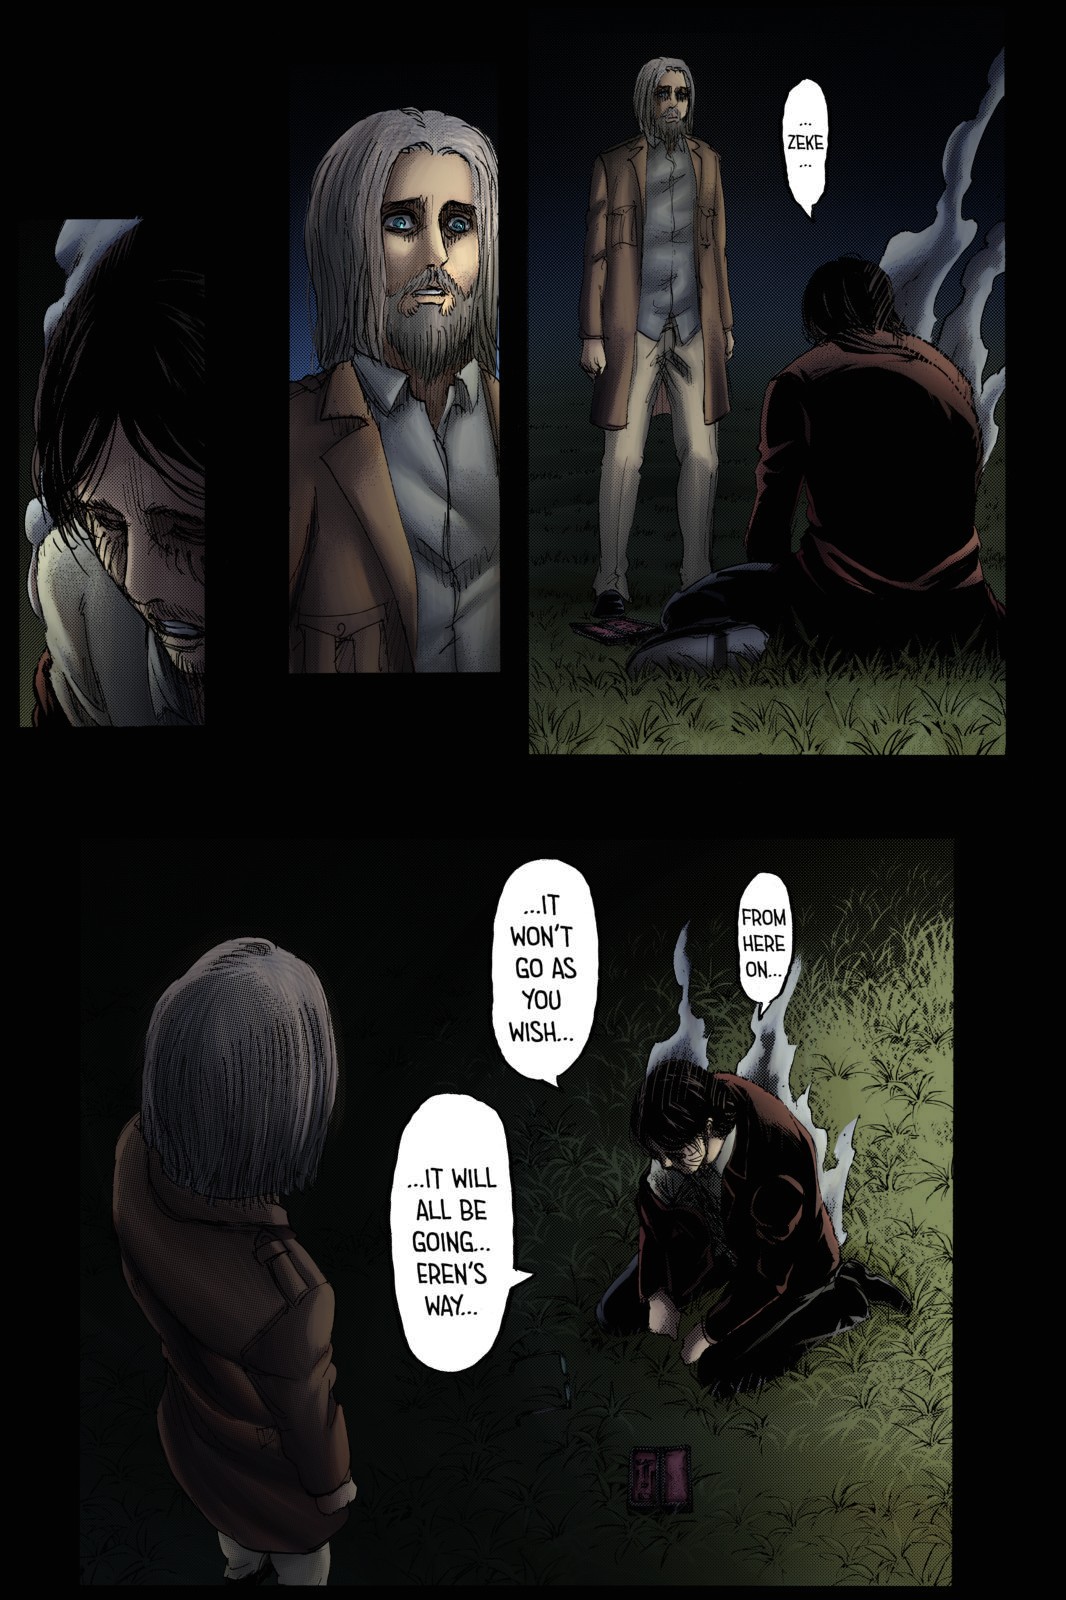 ...
ZEKE
...
FROM
HERE
ON...
...IT
WON'T
GO AS
YOU
WISH...
...IT WILL
ALL BE
GOING...
EREN'S
WAY...